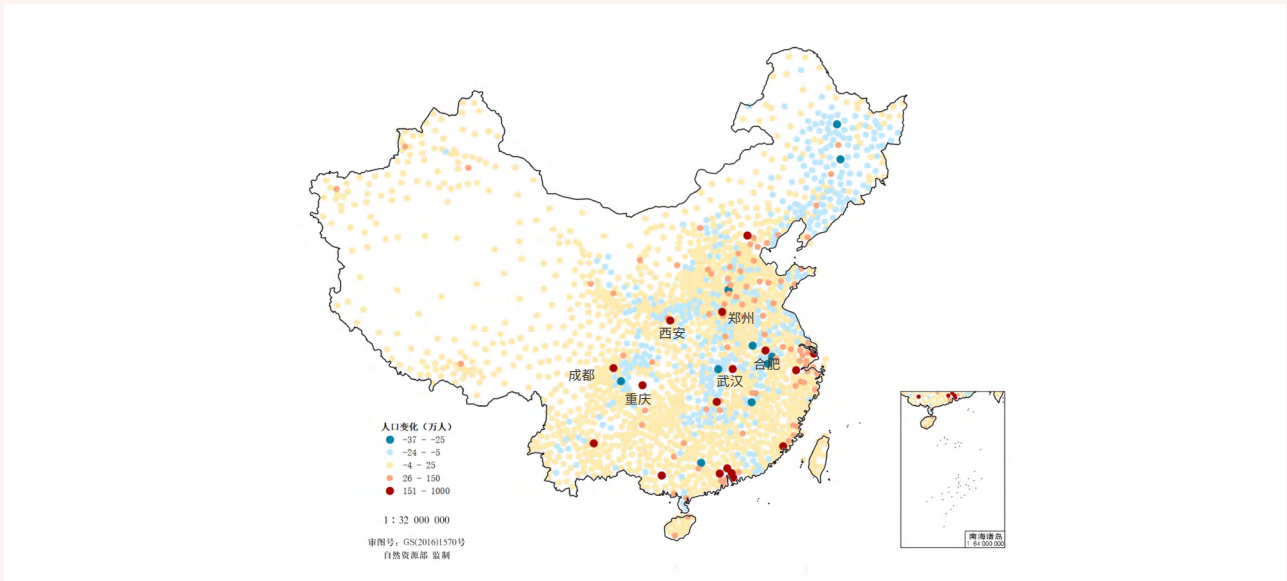 郑州
西安
合肥
成都
武汉
重庆
人口变化（万人）
-37 - -25
-24 - -5
-4 - 25
26 - 150
151 - 1000
1：32 000 000
审图号：GS(2016)1570号
自然资源部 监制
南海诸岛
1：64 000 000